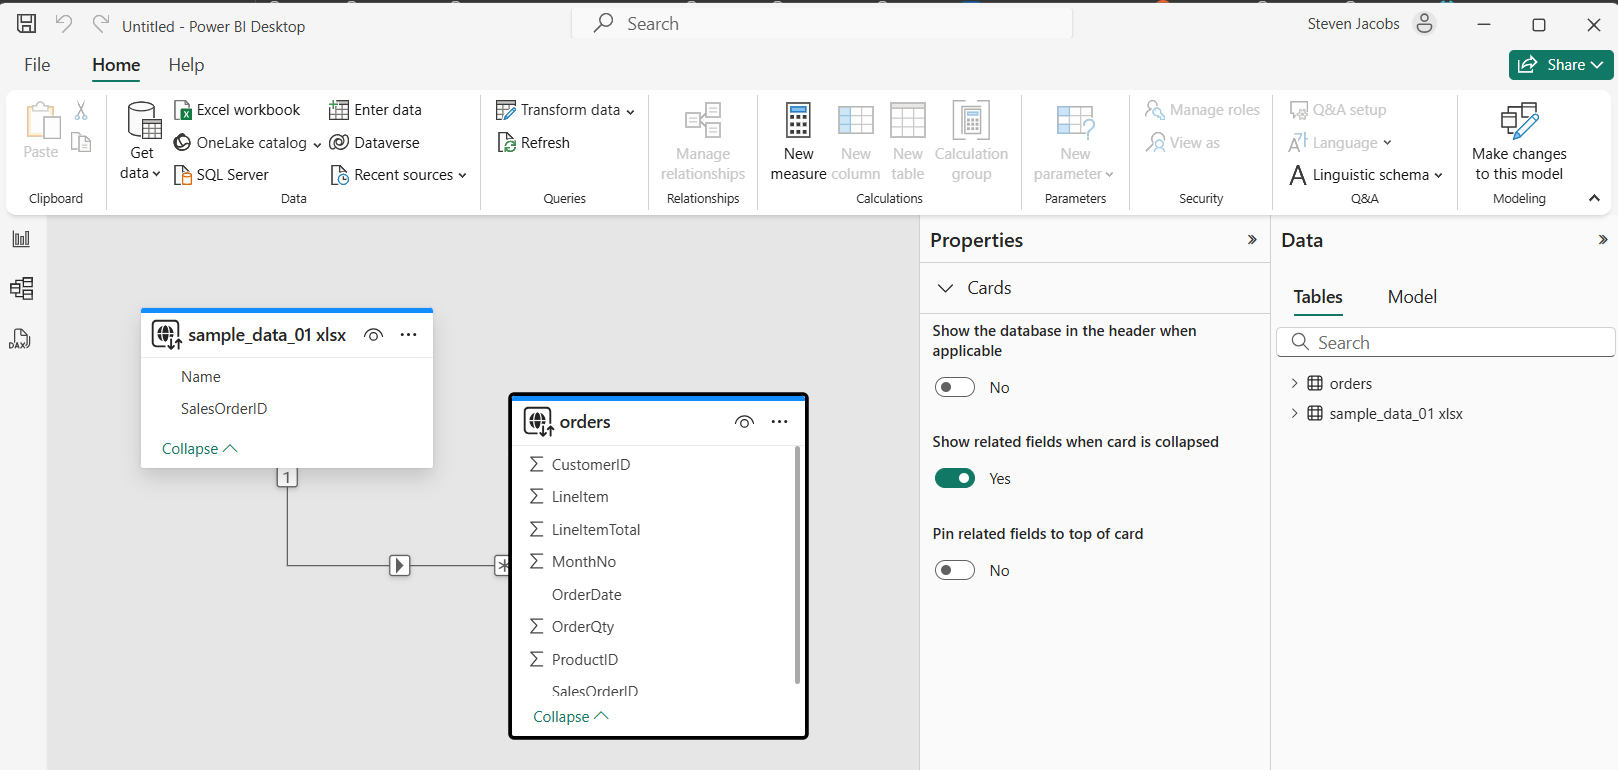 Untitled - Power BI Desktop
Search
Steven Jacobs
File
Home
Help
Share
Paste
Clipboard
Get
data
Excel workbook
OneLake catalog
SQL Server
Enter data
Dataverse
Recent sources
Data
Transform data
Refresh
Queries
Manage
relationships
Relationships
New
measure
New
column
New
table
Calculation
group
Calculations
New
parameter
Parameters
Manage roles
View as
Security
Q&A setup
Language
Linguistic schema
Q&A
Make changes
to this model
Modeling
DAX
sample_data_01 xlsx
Name
SalesOrderID
Collapse
1
*
orders
CustomerID
LineItem
LineItemTotal
MonthNo
OrderDate
OrderQty
ProductID
SalesOrderID
Collapse
Properties
Cards
Show the database in the header when
applicable
No
Show related fields when card is collapsed
Yes
Pin related fields to top of card
No
Data
Tables
Model
Search
orders
sample_data_01 xlsx